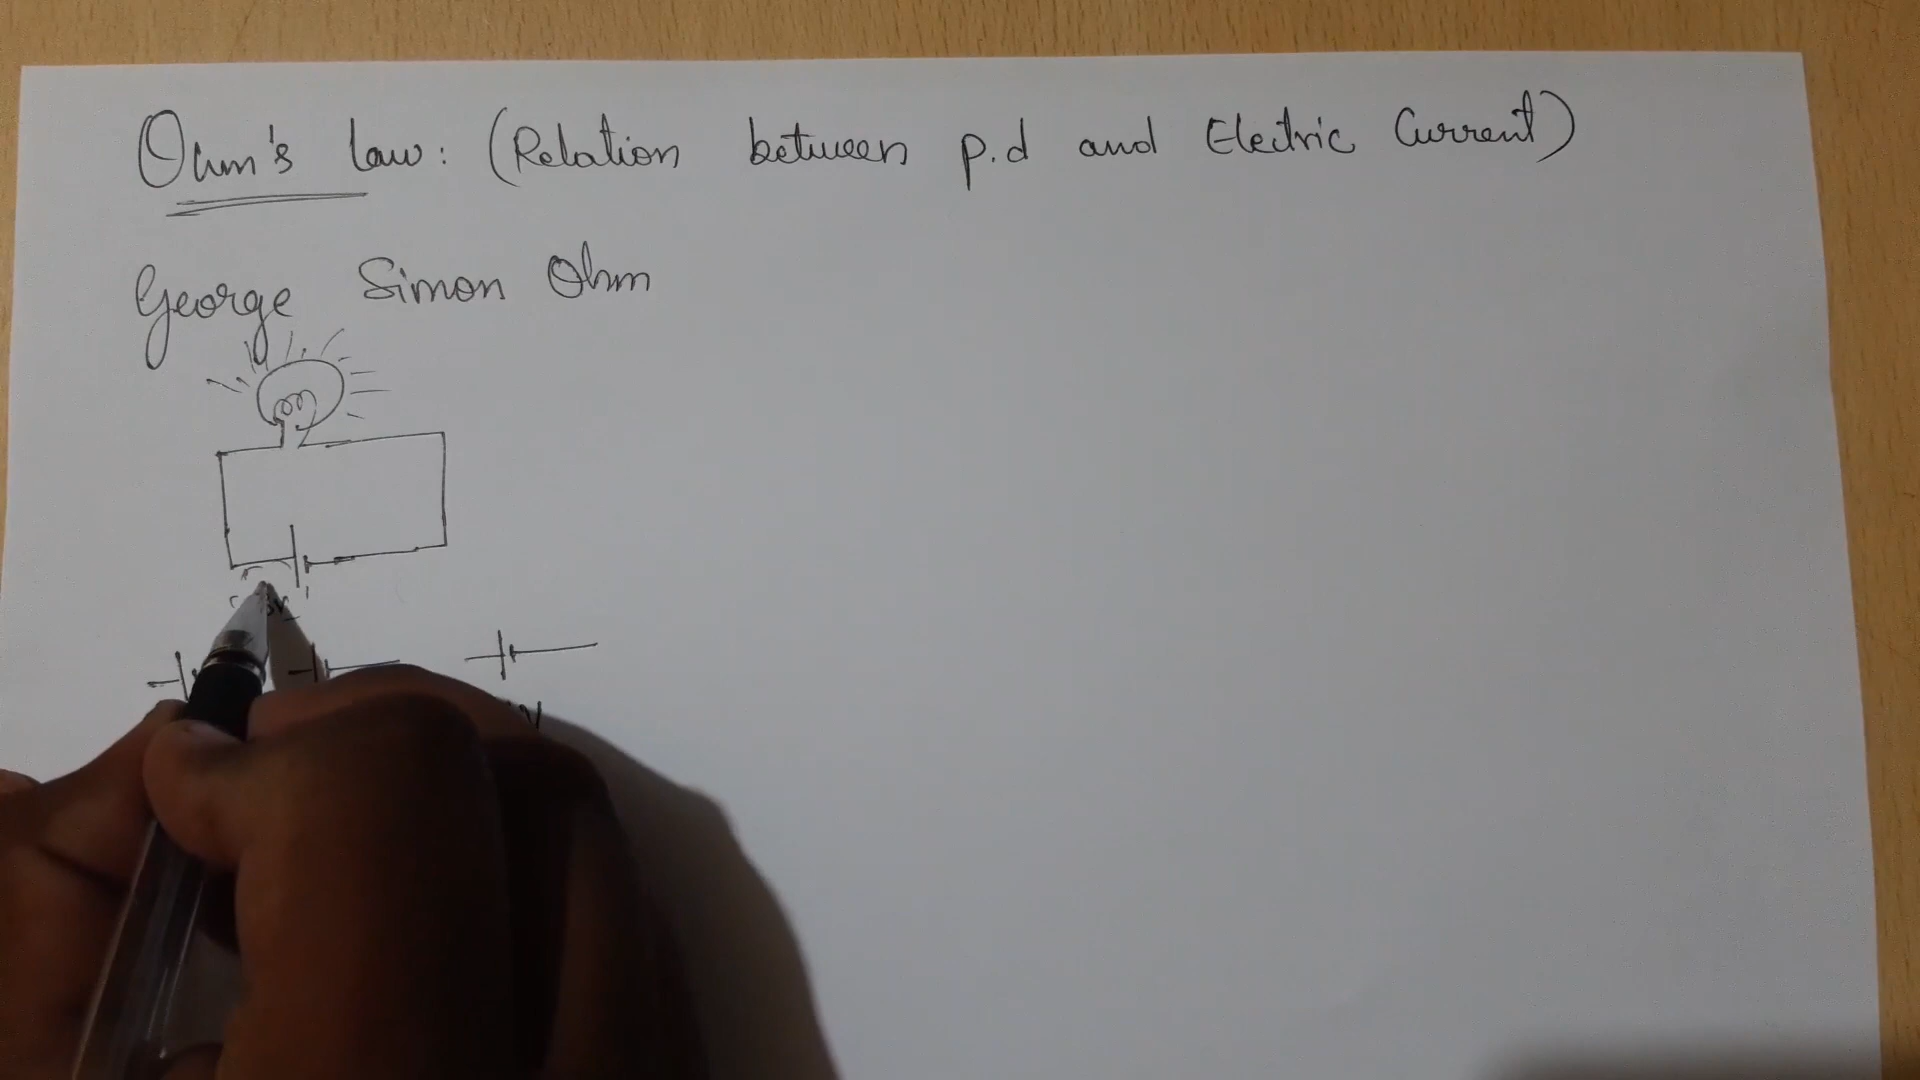 Ohm's law: (Relation between p.d and Electric Current)
George Simon Ohm